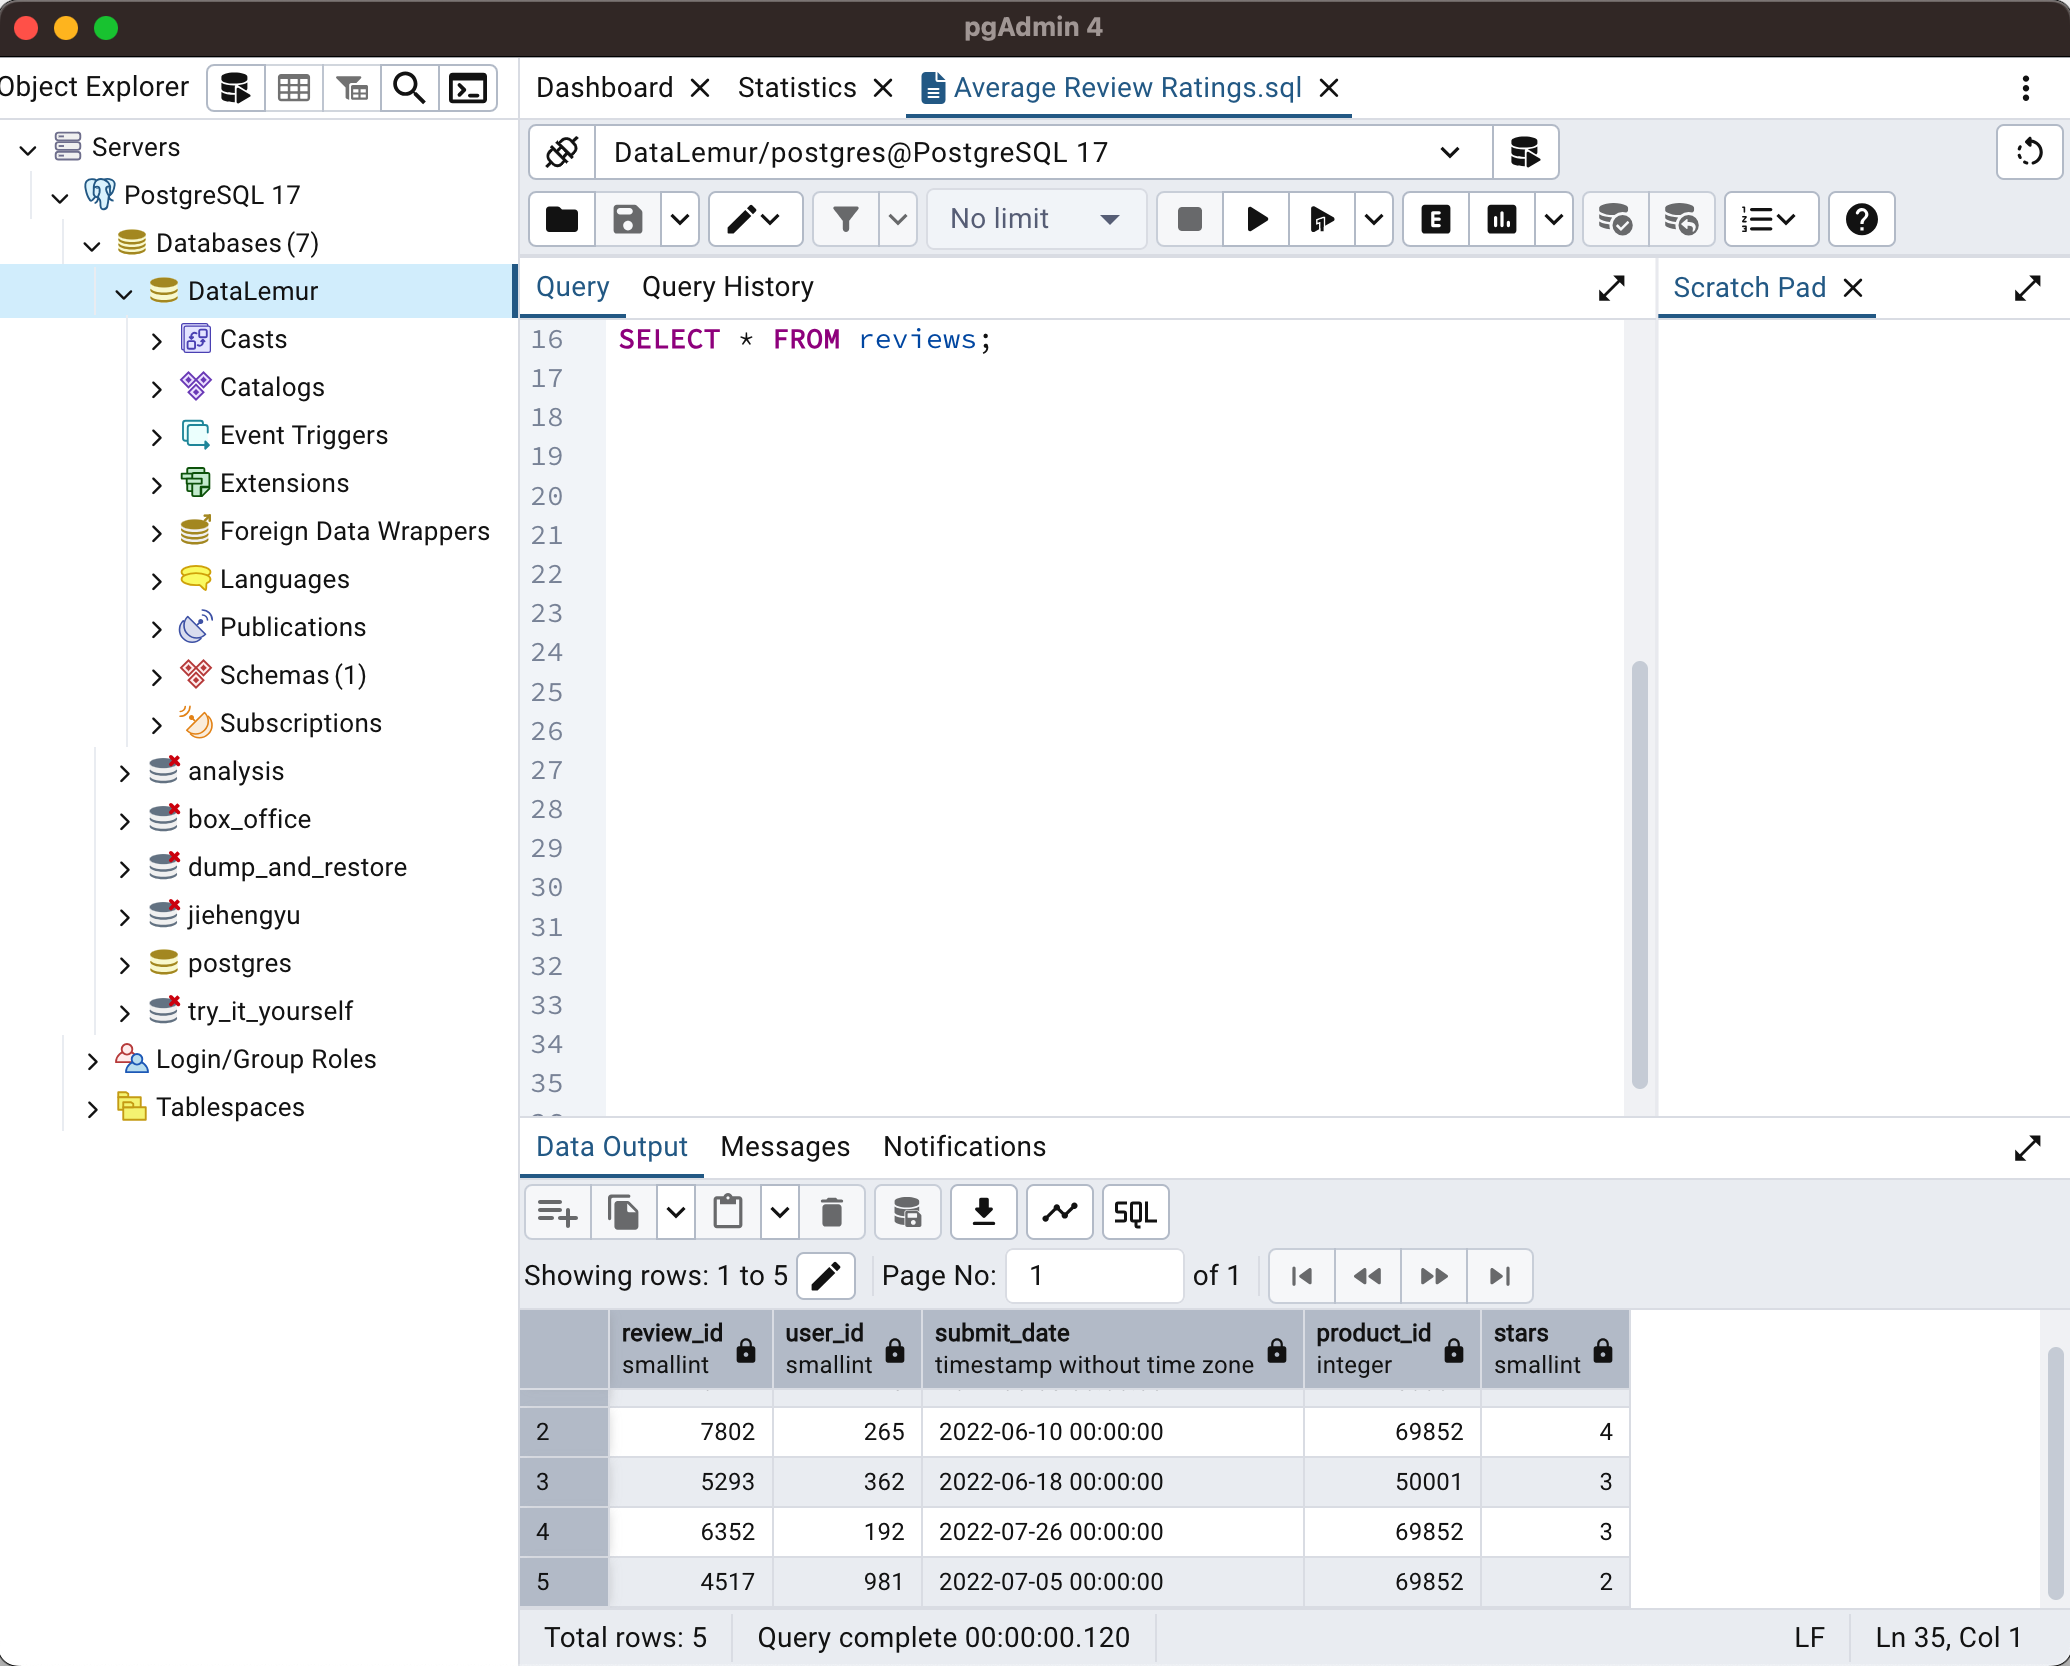 pgAdmin 4
Object Explorer
Servers
PostgreSQL 17
Databases (7)
DataLemur
Casts
Catalogs
Event Triggers
Extensions
Foreign Data Wrappers
Languages
Publications
Schemas (1)
Subscriptions
analysis
box_office
dump_and_restore
jiehengyu
postgres
try_it_yourself
Login/Group Roles
Tablespaces
Dashboard Statistics Average Review Ratings.sql
DataLemur/postgres@PostgreSQL 17
No limit
E
Query Query History
Scratch Pad
16 SELECT * FROM reviews;
17
18
19
20
21
22
23
24
25
26
27
28
29
30
31
32
33
34
35
Data Output Messages Notifications
SQL
Showing rows: 1 to 5 Page No: 1 of 1
review_id user_id submit_date product_id stars
smallint smallint timestamp without time zone integer smallint
2 7802 265 2022-06-10 00:00:00 69852 4
3 5293 362 2022-06-18 00:00:00 50001 3
4 6352 192 2022-07-26 00:00:00 69852 3
5 4517 981 2022-07-05 00:00:00 69852 2
Total rows: 5 Query complete 00:00:00.120 LF Ln 35, Col 1